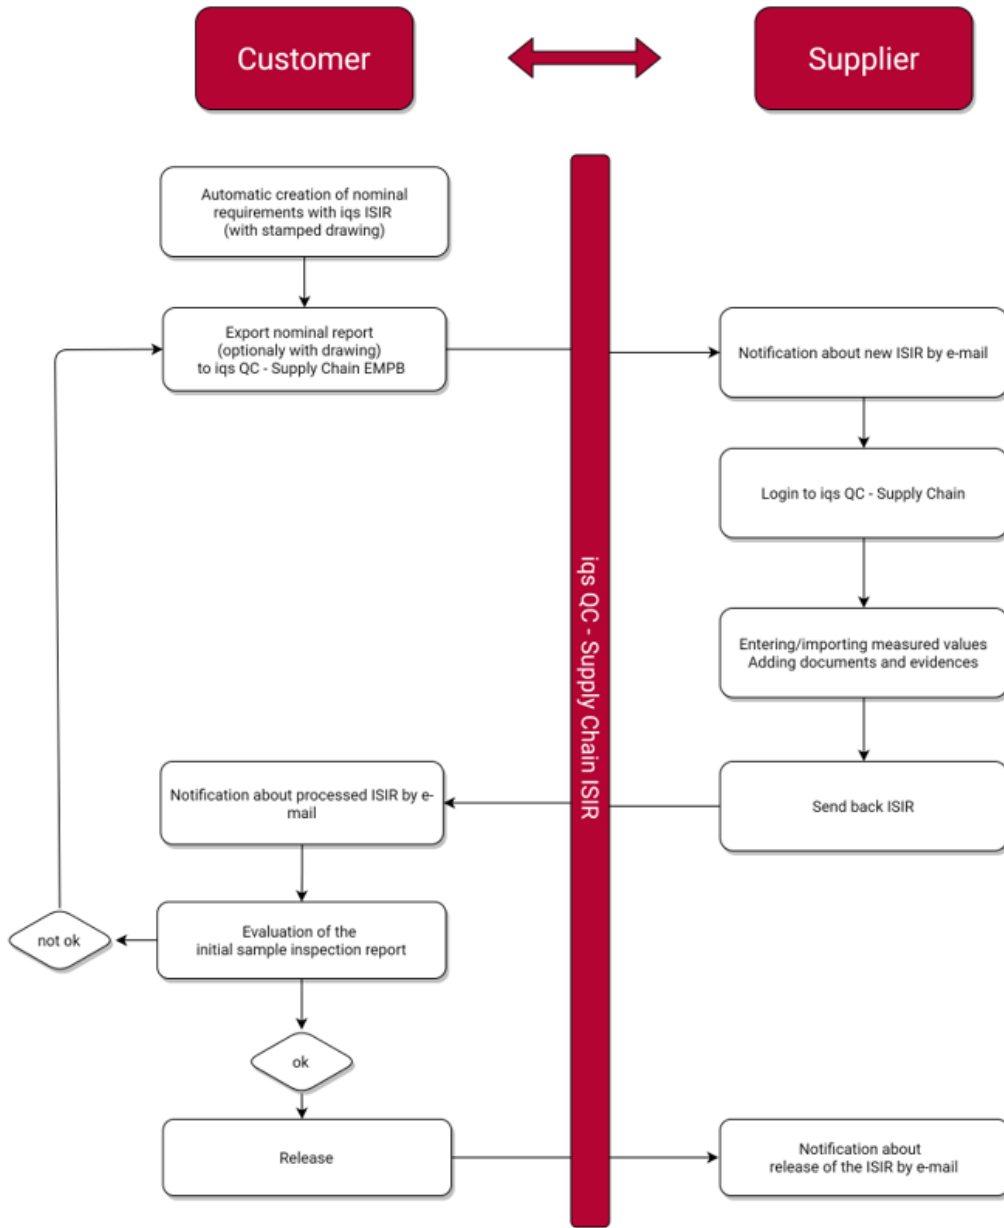 Customer
Supplier
Automatic creation of nominal
requirements with iqs ISIR
(with stamped drawing)
Export nominal report
(optionaly with drawing)
to iqs QC - Supply Chain EMPB
Notification about new ISIR by e-mail
Login to iqs QC - Supply Chain
iqs QC - Supply Chain ISIR
Entering/importing measured values
Adding documents and evidences
Notification about processed ISIR by e-
mail
Send back ISIR
not ok
Evaluation of the
initial sample inspection report
ok
Release
Notification about
release of the ISIR by e-mail